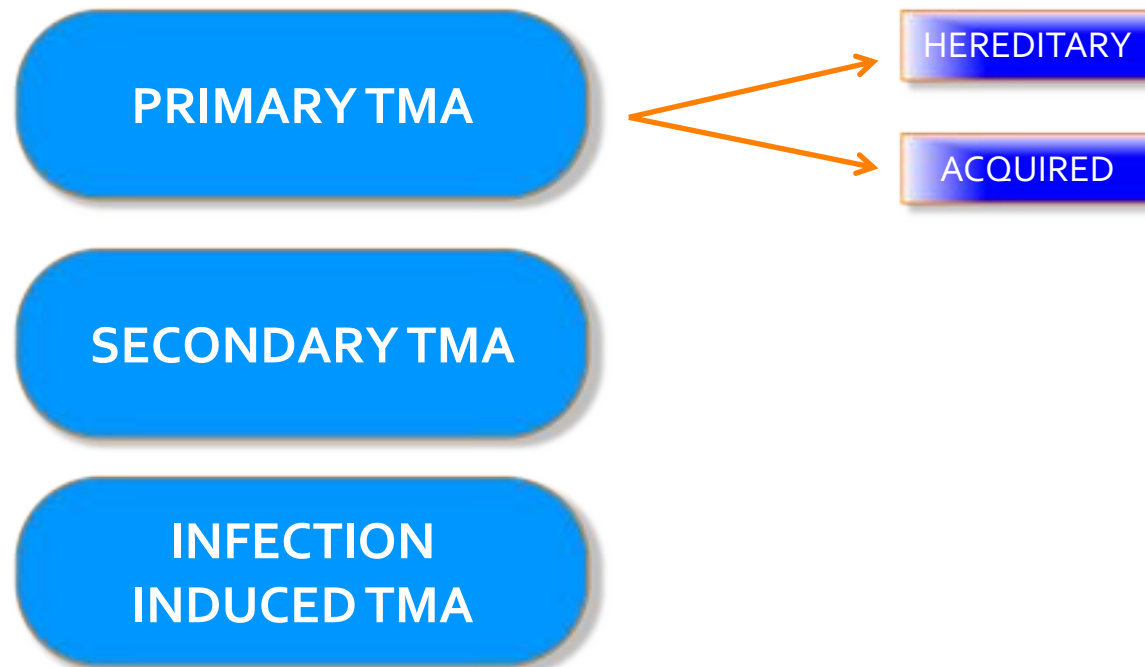 PRIMARY TMA
HEREDITARY
ACQUIRED
SECONDARY TMA
INFECTION
INDUCED TMA